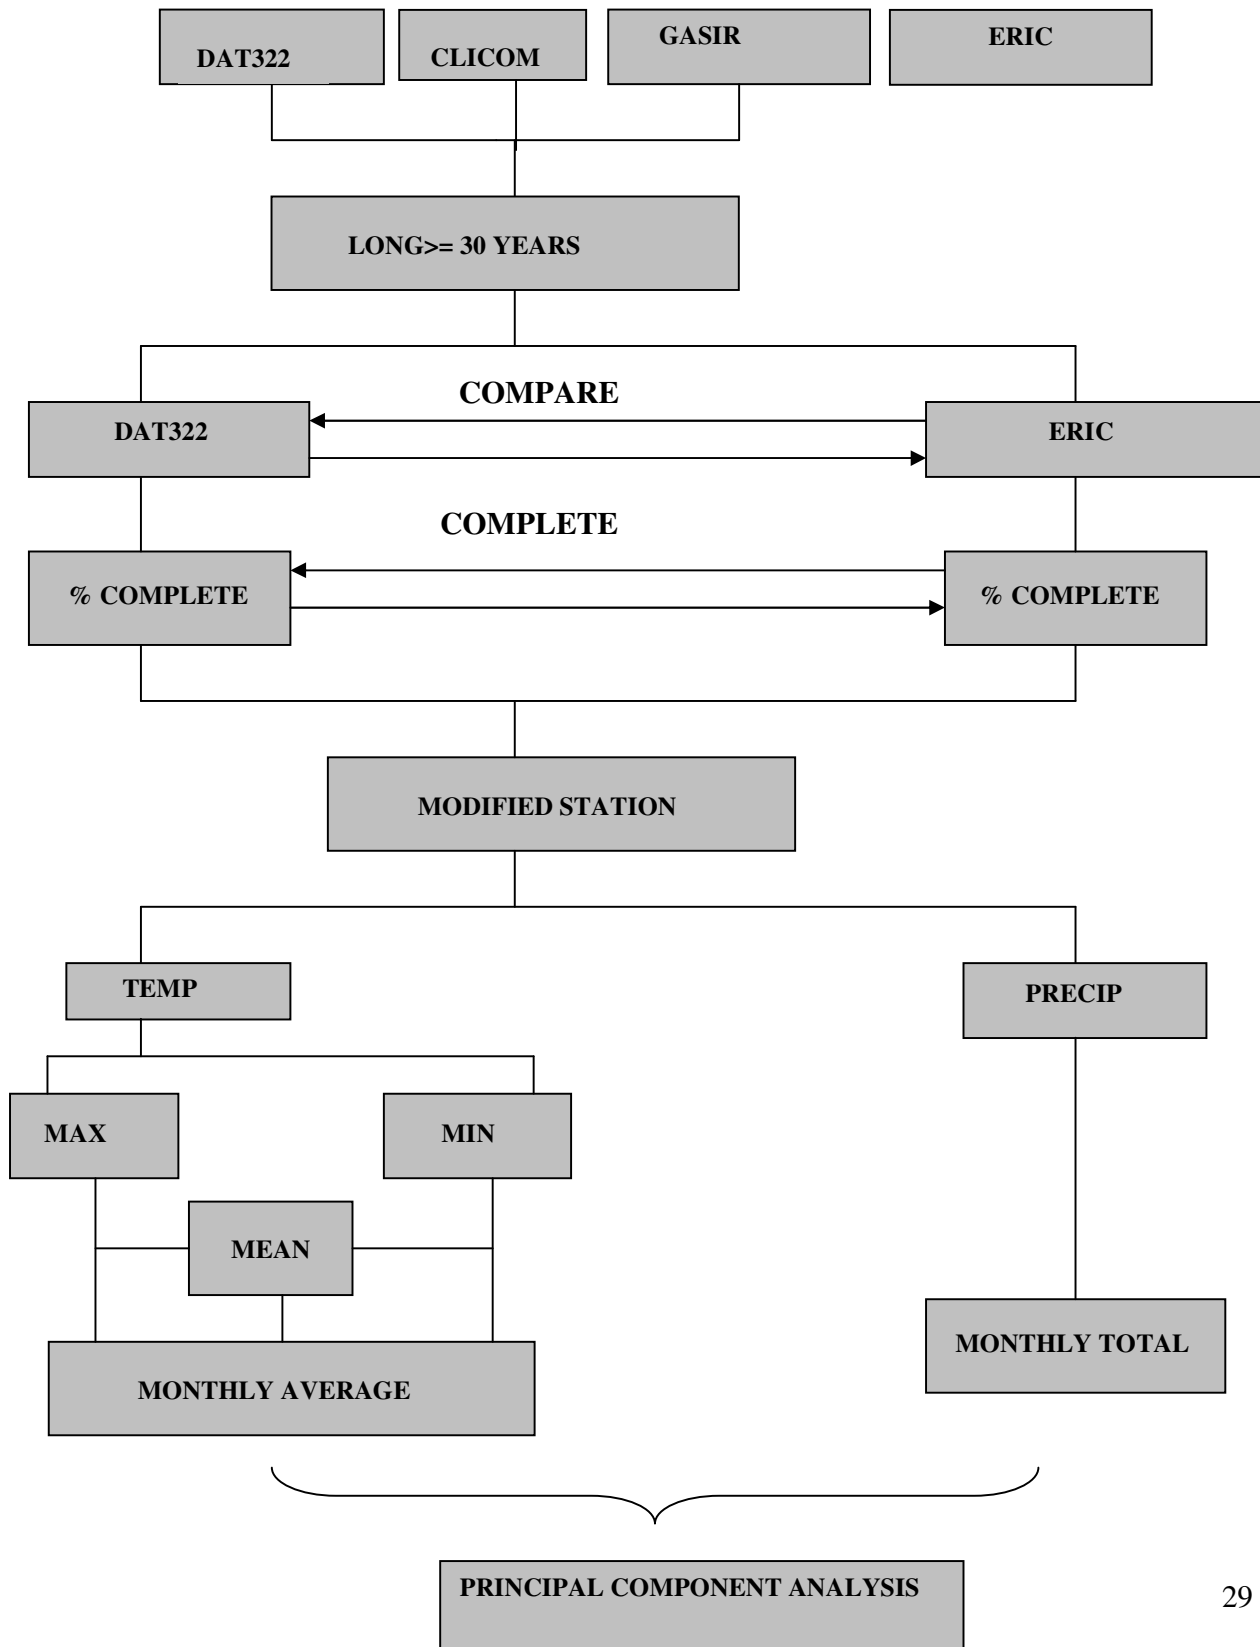 DAT322
CLICOM
GASIR
ERIC
LONG>= 30 YEARS
COMPARE
DAT322
ERIC
COMPLETE
% COMPLETE
% COMPLETE
MODIFIED STATION
TEMP
PRECIP
MAX
MIN
MEAN
MONTHLY TOTAL
MONTHLY AVERAGE
PRINCIPAL COMPONENT ANALYSIS
29